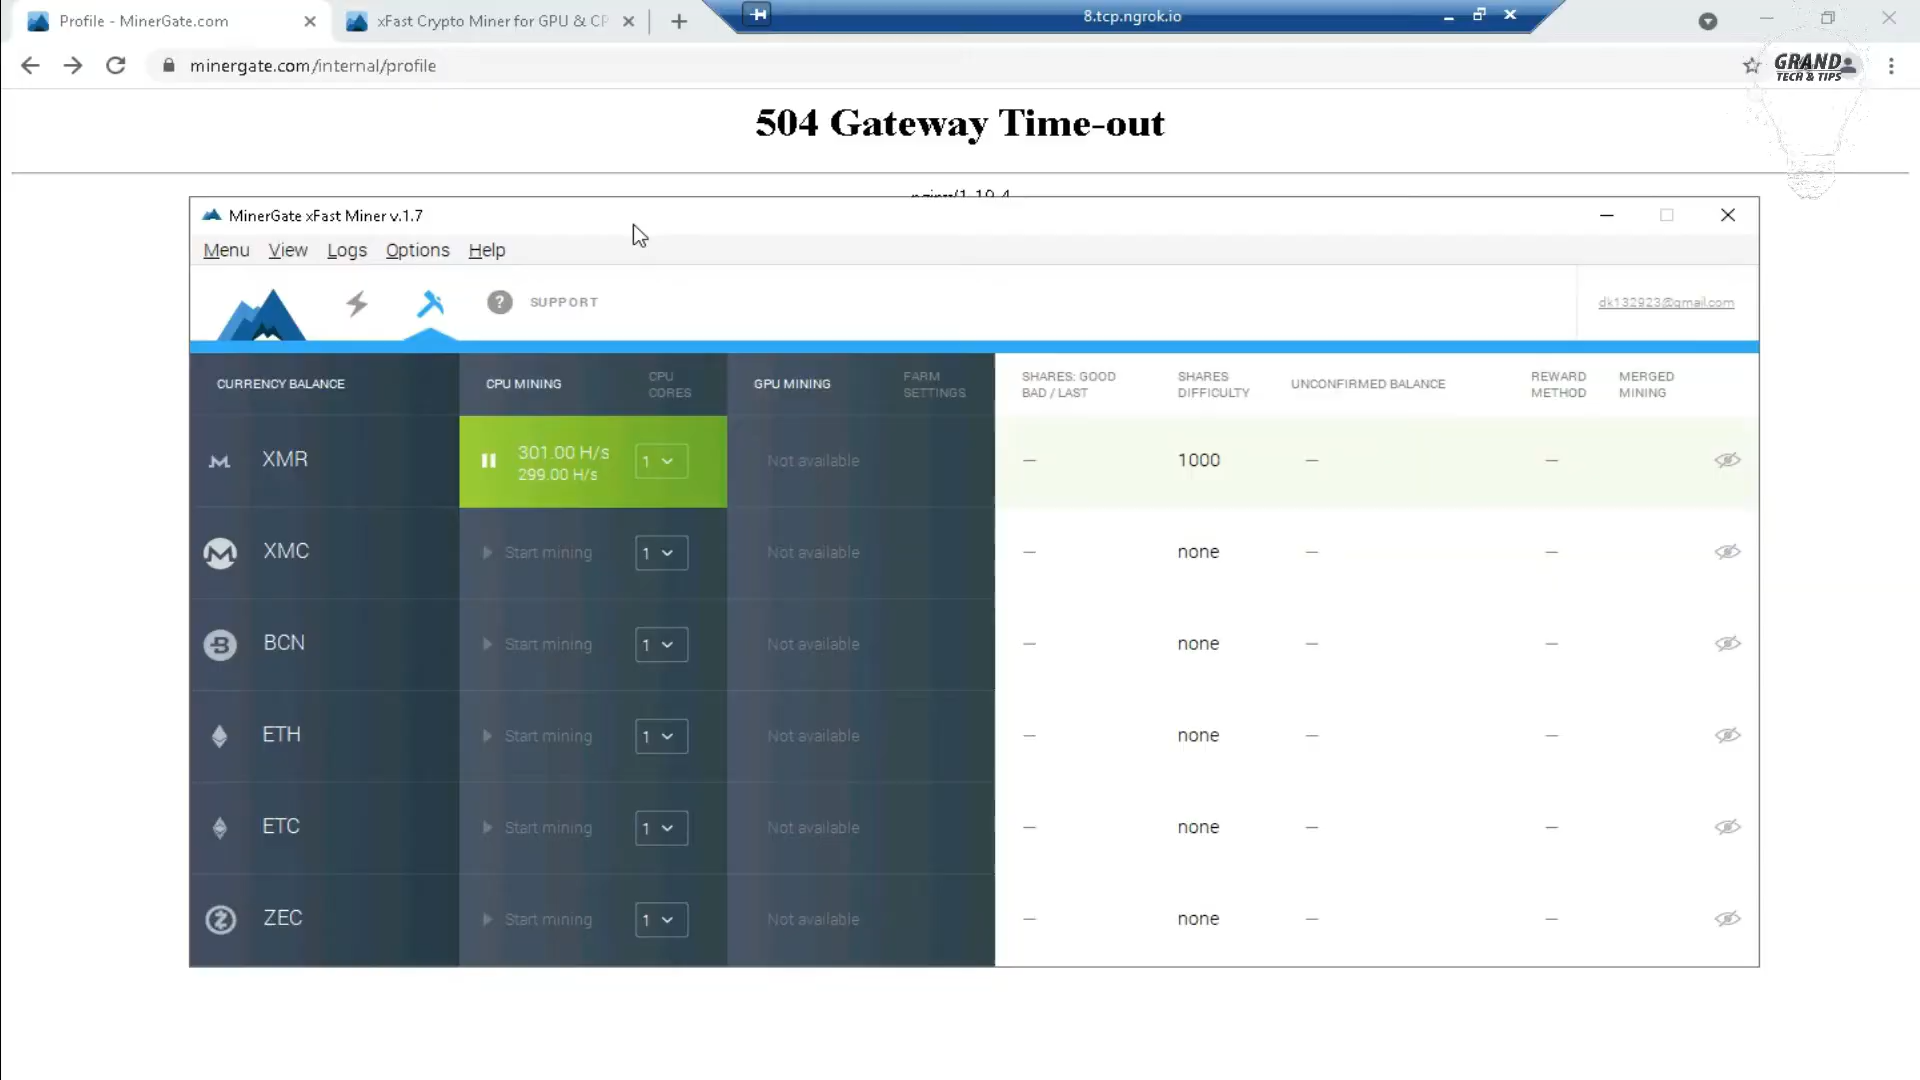 Profile - MinerGate.com
xFast Crypto Miner for GPU & CP
8.tcp.ngrok.io
minergate.com/internal/profile
GRAND
TECH & TIPS
504 Gateway Time-out
nginx/1.19.4
MinerGate xFast Miner v.1.7
Menu View Logs Options Help
? SUPPORT
dk132923@gmail.com
CURRENCY BALANCE
CPU MINING
CPU
CORES
GPU MINING
FARM
SETTINGS
SHARES: GOOD
BAD / LAST
SHARES
DIFFICULTY
UNCONFIRMED BALANCE
REWARD
METHOD
MERGED
MINING
XMR 301.00 H/s 1 Not available — 1000 — —
299.00 H/s
XMC Start mining 1 Not available — none — —
BCN Start mining 1 Not available — none — —
ETH Start mining 1 Not available — none — —
ETC Start mining 1 Not available — none — —
ZEC Start mining 1 Not available — none — —